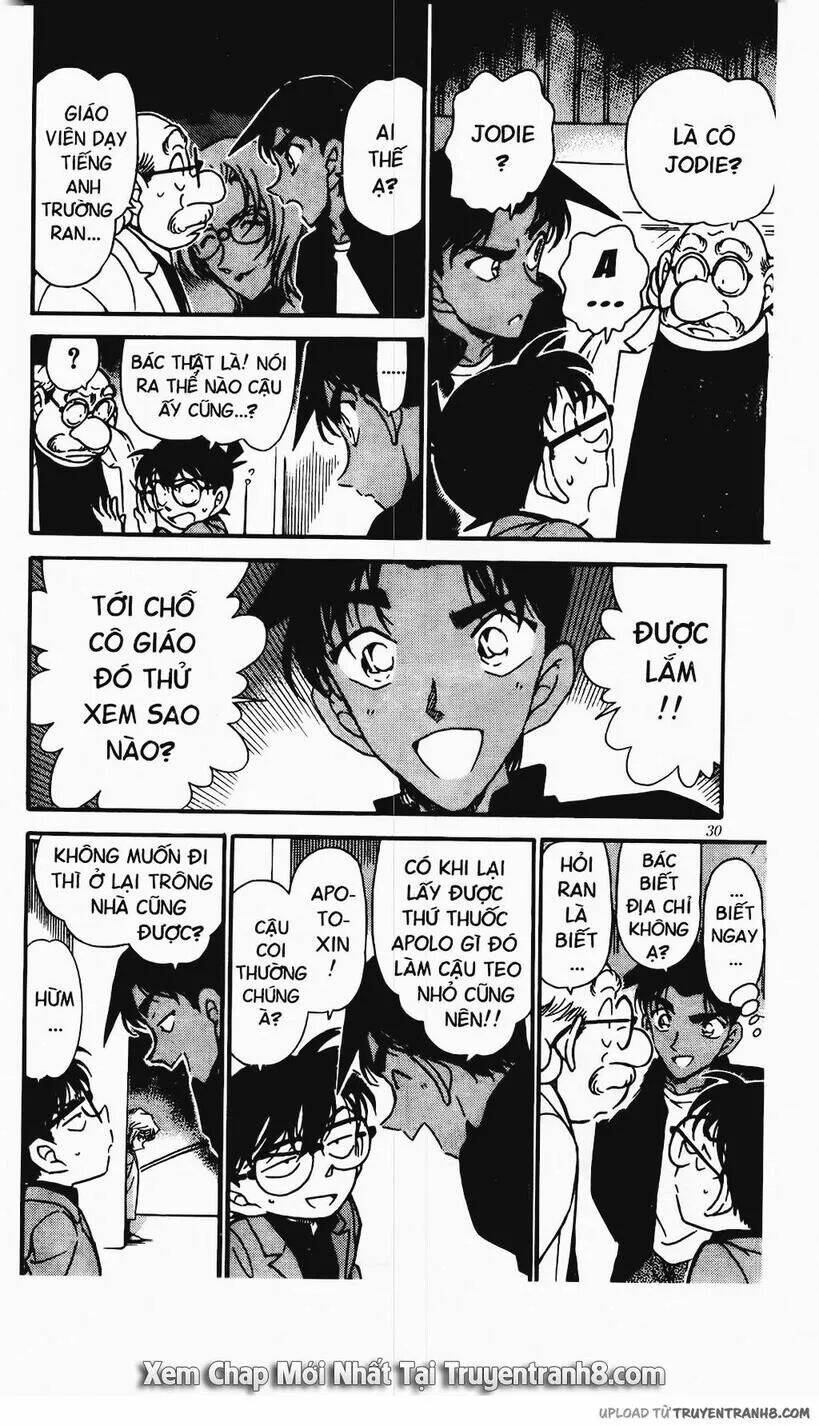 LÀ CÔ
JODIE?
JODIE
?
A
...
AI
THẾ
Ạ?
GIÁO
VIÊN DẠY
TIẾNG
ANH
TRƯỜNG
RAN...
........
BÁC THẬT LÀ! NÓI
RA THẾ NÀO CẬU
ẤY CŨNG...?
?
?
ĐƯỢC
LẮM
!!
TỚI CHỖ
CÔ GIÁO
ĐÓ THỬ
XEM SAO
NÀO?
30
...
BIẾT
NGAY
...
BÁC
BIẾT
ĐỊA CHỈ
KHÔNG
Ạ?
HỎI
RAN
LÀ
BIẾT
...
CÓ KHI LẠI
LẤY ĐƯỢC
THỨ THUỐC
APOLO GÌ ĐÓ
LÀM CẬU TEO
NHỎ CŨNG
NÊN!!
APO-
TO-
XIN
!
CẬU
COI
THƯỜNG
CHÚNG
À?
KHÔNG MUỐN ĐI
THÌ Ở LẠI TRÔNG
NHÀ CŨNG
ĐƯỢC?
HỪM
...
Xem Chap Mới Nhất Tại Truyentranh8.com
UPLOAD TỪ TRUYENTRANH8.COM